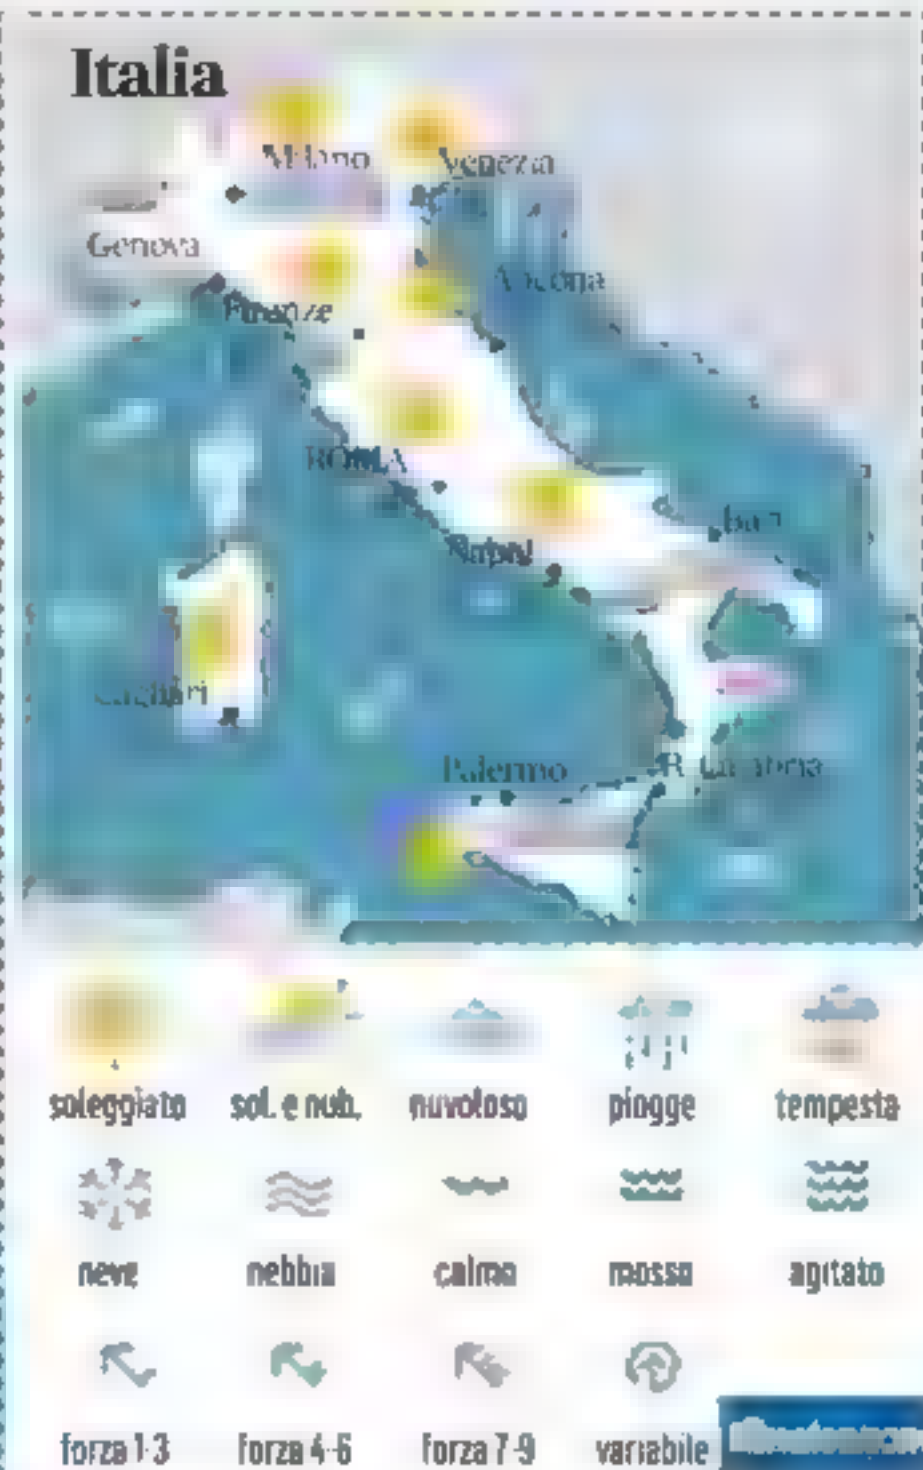 Italia
Milano
Venezia
Genova
Ancona
Firenze
ROMA
Bari
Napoli
Cagliari
Palermo
R. Calabria
soleggiato sol. e nub. nuvoloso piogge tempesta
neve nebbia calmo mosso agitato
forza 1-3 forza 4-6 forza 7-9 variabile